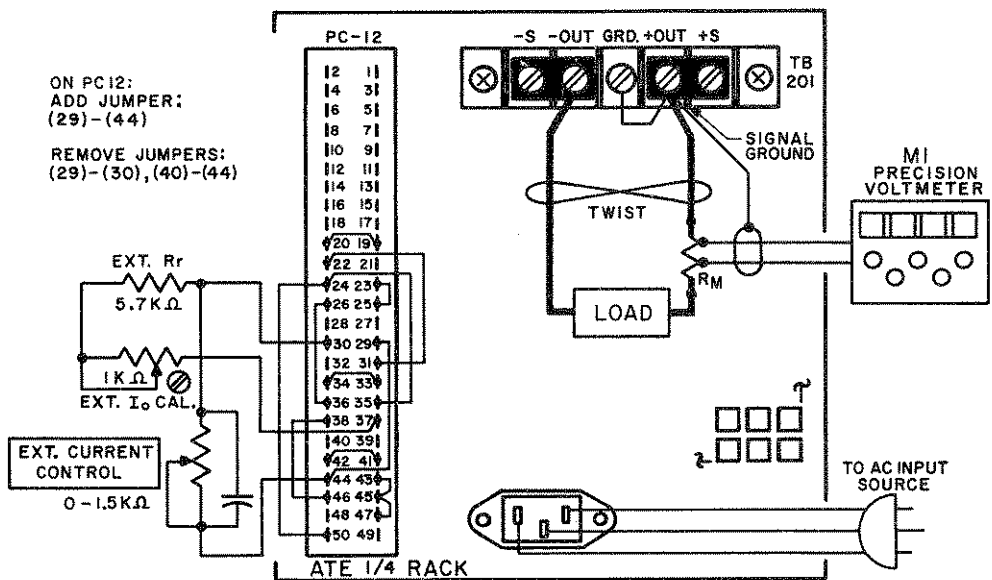 ON PC12:
ADD JUMPER:
(29)-(44)
REMOVE JUMPERS:
(29)-(30),(40)-(44)
PC-12
2 1
4 3
6 5
8 7
10 9
12 11
14 13
16 15
18 17
20 19
22 21
24 23
26 25
28 27
30 29
32 31
34 33
36 35
38 37
40 39
42 41
44 43
46 45
48 47
50 49
EXT. Rr
5.7KΩ
1KΩ
EXT. Io CAL.
EXT. CURRENT
CONTROL
0-1.5KΩ
ATE 1/4 RACK
-S -OUT GRD. +OUT +S
TB
201
SIGNAL
GROUND
TWIST
RM
LOAD
M1
PRECISION
VOLTMETER
TO AC INPUT
SOURCE